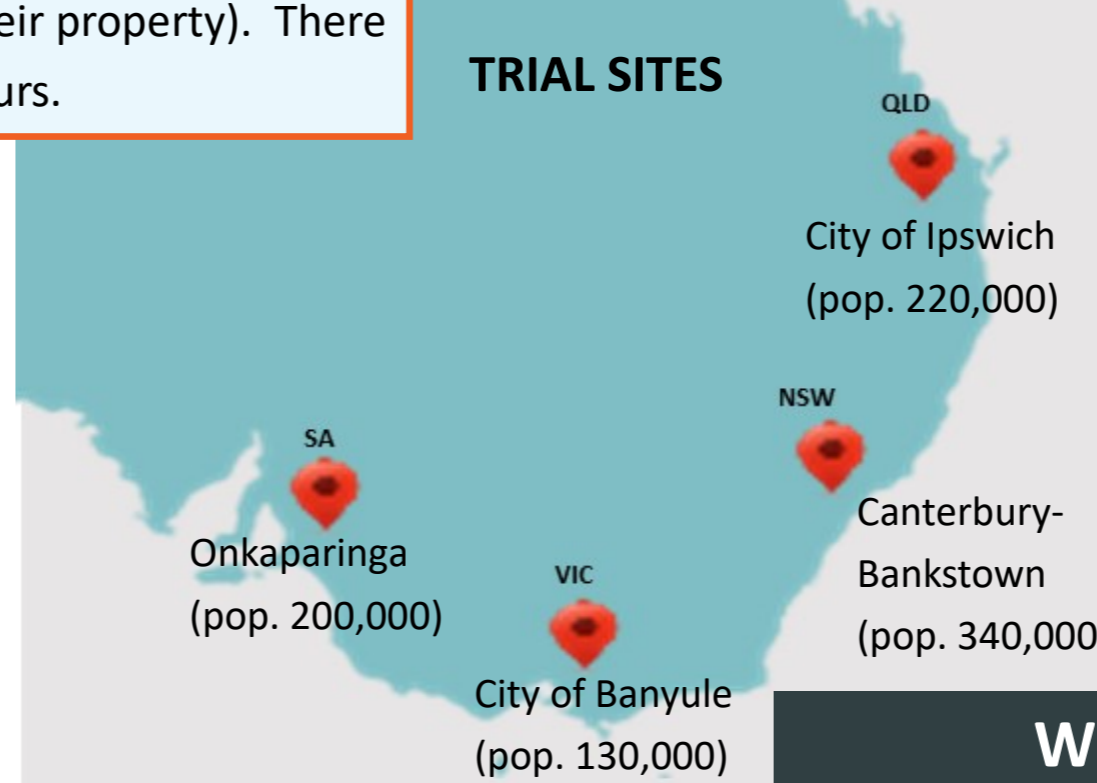 eir property).  There
urs.
TRIAL SITES
QLD
City of Ipswich
(pop. 220,000)
NSW
Canterbury-
Bankstown
(pop. 340,000
SA
Onkaparinga
(pop. 200,000)
VIC
City of Banyule
(pop. 130,000)
W